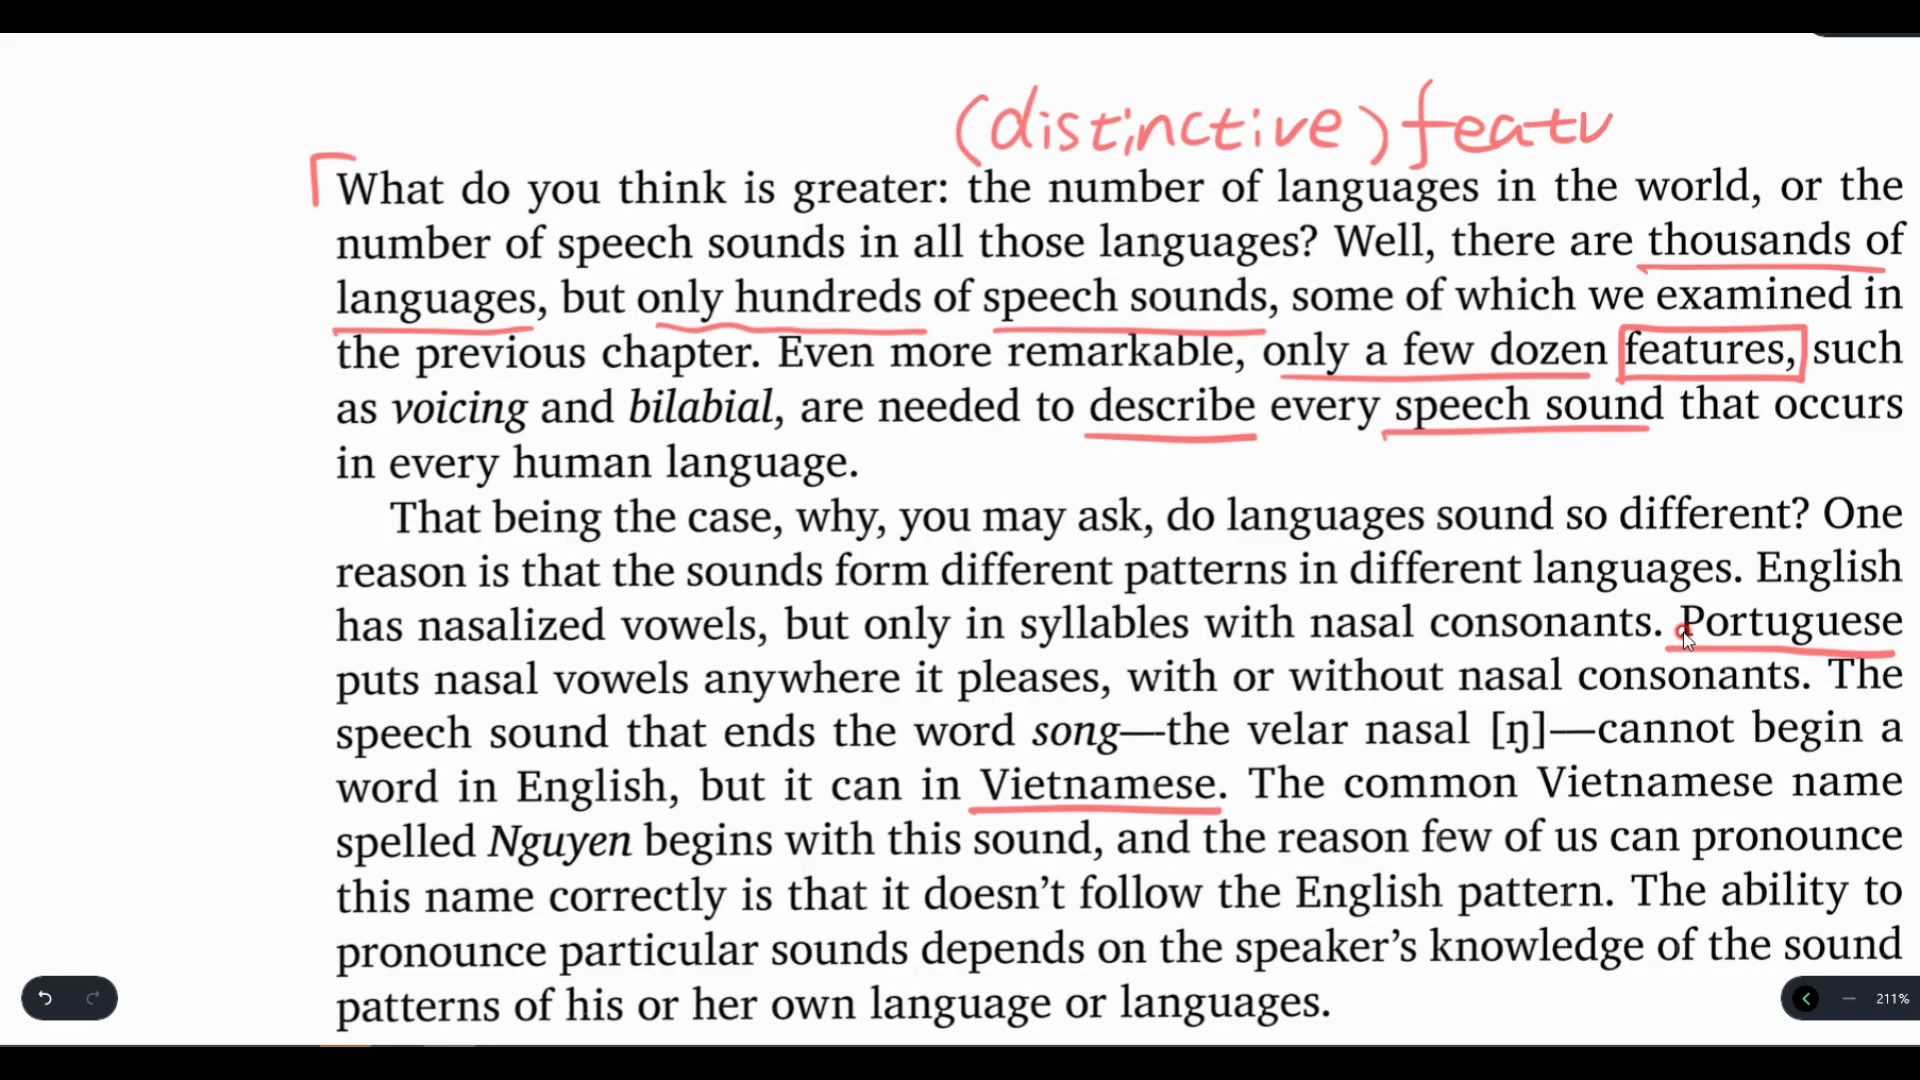 (distinctive) featu
What do you think is greater: the number of languages in the world, or the
number of speech sounds in all those languages? Well, there are thousands of
languages, but only hundreds of speech sounds, some of which we examined in
the previous chapter. Even more remarkable, only a few dozen features, such
as voicing and bilabial, are needed to describe every speech sound that occurs
in every human language.
That being the case, why, you may ask, do languages sound so different? One
reason is that the sounds form different patterns in different languages. English
has nasalized vowels, but only in syllables with nasal consonants. Portuguese
puts nasal vowels anywhere it pleases, with or without nasal consonants. The
speech sound that ends the word song—the velar nasal [ŋ]—cannot begin a
word in English, but it can in Vietnamese. The common Vietnamese name
spelled Nguyen begins with this sound, and the reason few of us can pronounce
this name correctly is that it doesn’t follow the English pattern. The ability to
pronounce particular sounds depends on the speaker’s knowledge of the sound
patterns of his or her own language or languages.
211%